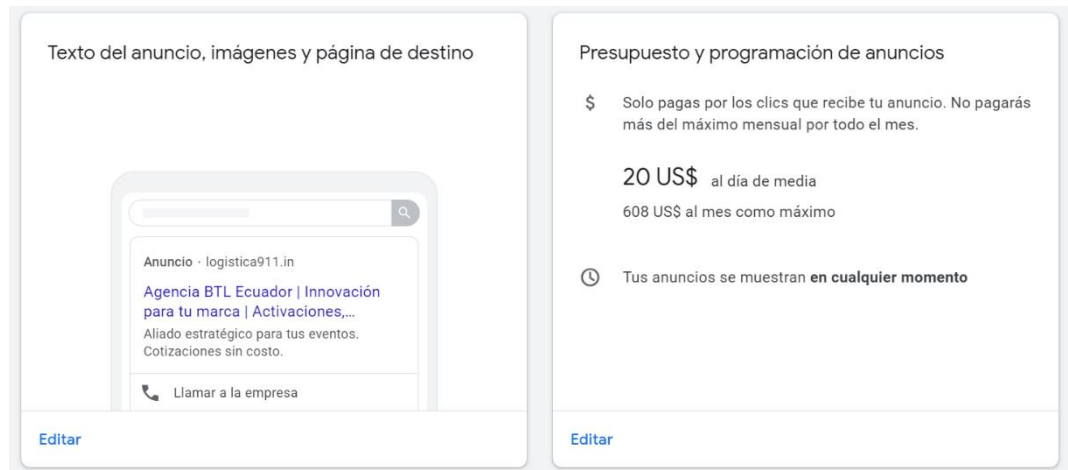 Texto del anuncio, imágenes y página de destino
Anuncio · logistica911.in
Agencia BTL Ecuador | Innovación
para tu marca | Activaciones,...
Aliado estratégico para tus eventos.
Cotizaciones sin costo.
Llamar a la empresa
Editar
Presupuesto y programación de anuncios
$ Solo pagas por los clics que recibe tu anuncio. No pagarás
más del máximo mensual por todo el mes.
20 US$ al día de media
608 US$ al mes como máximo
Tus anuncios se muestran en cualquier momento
Editar